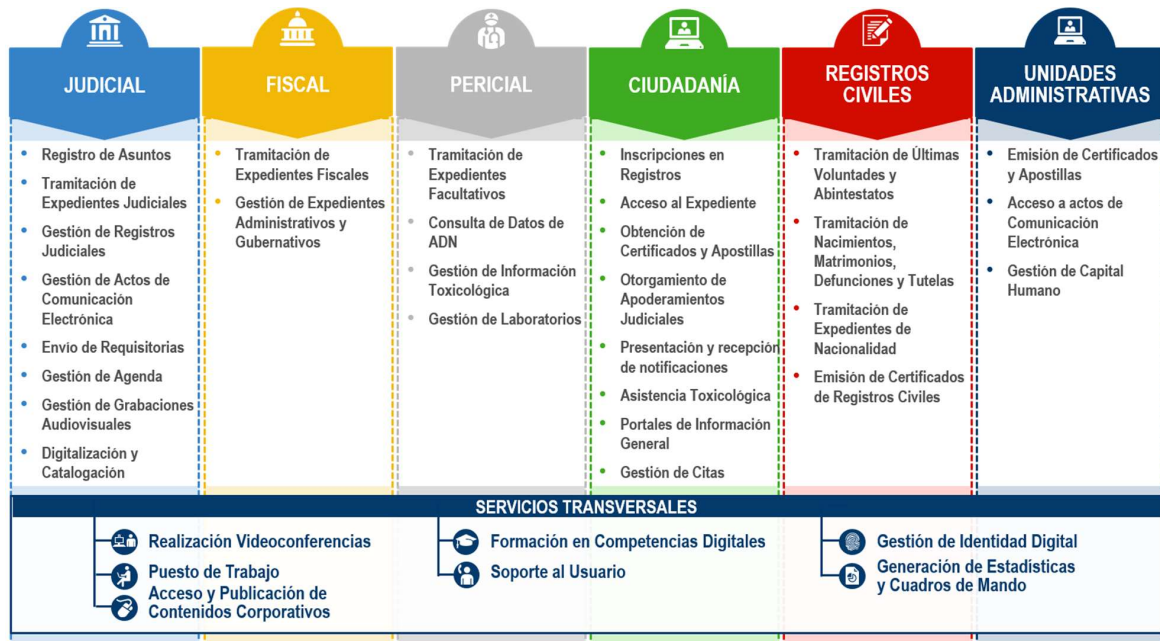 JUDICIAL
Registro de Asuntos
Tramitación de
Expedientes Judiciales
Gestión de Registros
Judiciales
Gestión de Actos de
Comunicación
Electrónica
Envío de Requisitorias
Gestión de Agenda
Gestión de Grabaciones
Audiovisuales
Digitalización y
Catalogación
FISCAL
Tramitación de
Expedientes Fiscales
Gestión de Expedientes
Administrativos y
Gubernativos
PERICIAL
Tramitación de
Expedientes
Facultativos
Consulta de Datos de
ADN
Gestión de Información
Toxicológica
Gestión de Laboratorios
CIUDADANÍA
Inscripciones en
Registros
Acceso al Expediente
Obtención de
Certificados y Apostillas
Otorgamiento de
Apoderamientos
Judiciales
Presentación y recepción
de notificaciones
Asistencia Toxicológica
Portales de Información
General
Gestión de Citas
REGISTROS
CIVILES
Tramitación de Últimas
Voluntades y
Abintestatos
Tramitación de
Nacimientos,
Matrimonios,
Defunciones y Tutelas
Tramitación de
Expedientes de
Nacionalidad
Emisión de Certificados
de Registros Civiles
UNIDADES
ADMINISTRATIVAS
Emisión de Certificados
y Apostillas
Acceso a actos de
Comunicación
Electrónica
Gestión de Capital
Humano
SERVICIOS TRANSVERSALES
Realización Videoconferencias
Puesto de Trabajo
Acceso y Publicación de
Contenidos Corporativos
Formación en Competencias Digitales
Soporte al Usuario
Gestión de Identidad Digital
Generación de Estadísticas
y Cuadros de Mando